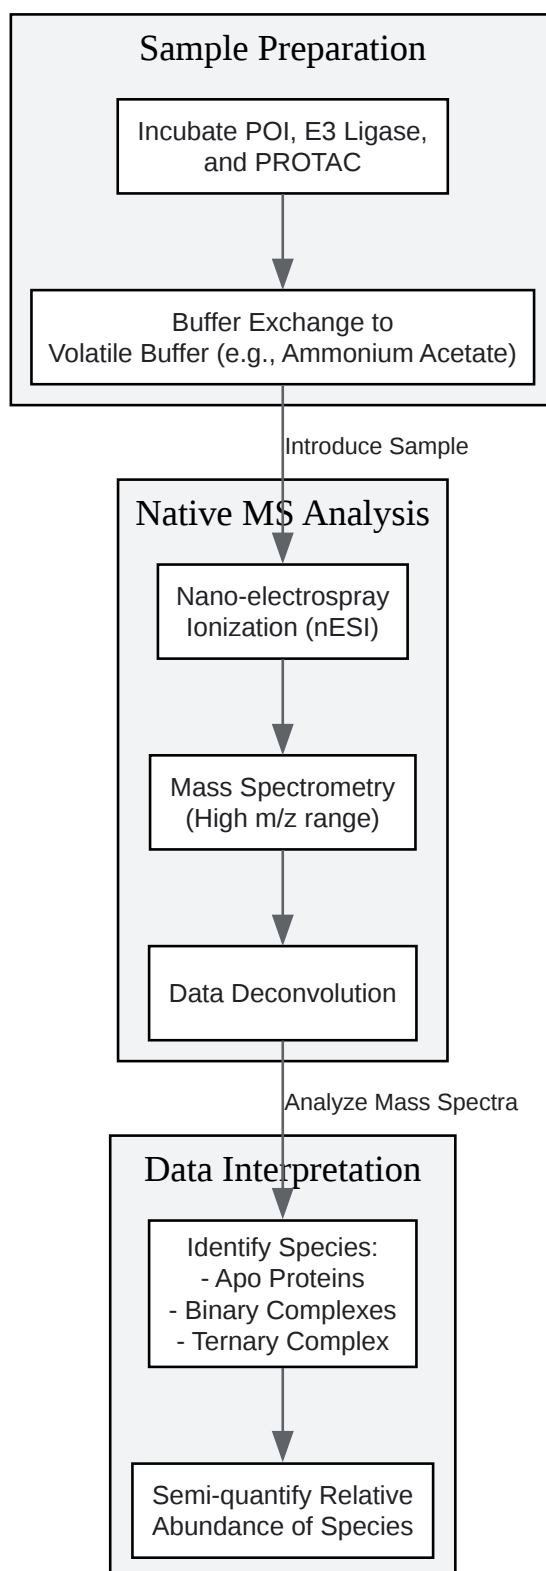 Sample Preparation
Incubate POI, E3 Ligase,
and PROTAC
Buffer Exchange to
Volatile Buffer (e.g., Ammonium Acetate)
Introduce Sample
Native MS Analysis
Nano-electrospray
Ionization (nESI)
Mass Spectrometry
(High m/z range)
Data Deconvolution
Analyze Mass Spectra
Data Interpretation
Identify Species:
- Apo Proteins
- Binary Complexes
- Ternary Complex
Semi-quantify Relative
Abundance of Species